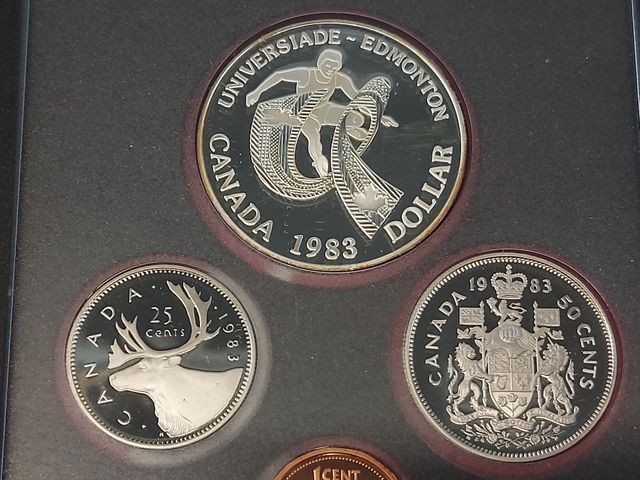 UNIVERSIADE ~ EDMONTON
CANADA 1983 DOLLAR
CANADA
25
cents
1983
CANADA
1983
50 CENTS
1 CENT